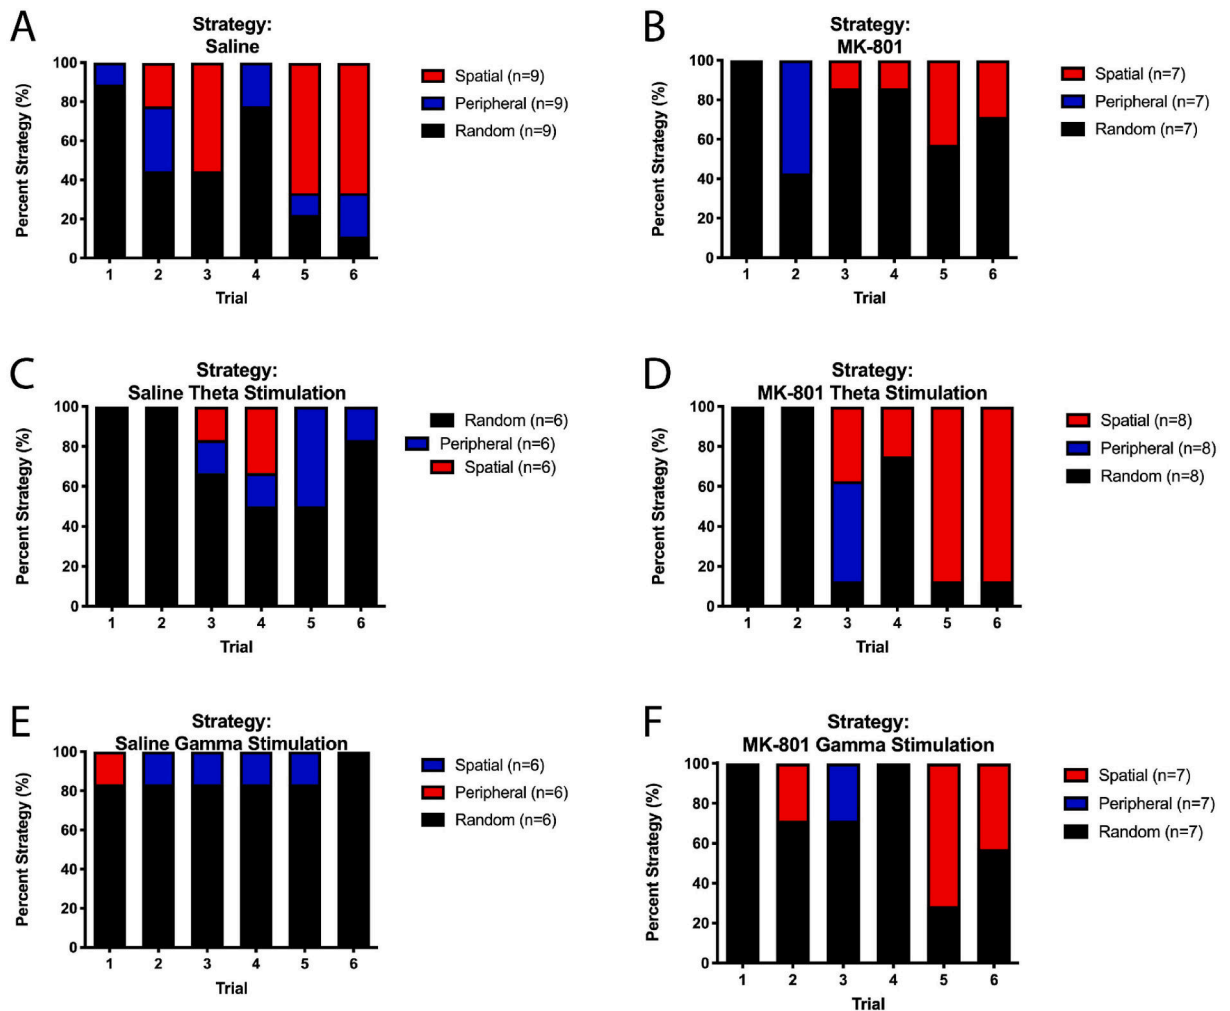 A
Strategy:
Saline
Percent Strategy (%)
100
80
60
40
20
0
1 2 3 4 5 6
Trial
Spatial (n=9)
Peripheral (n=9)
Random (n=9)
B
Strategy:
MK-801
Percent Strategy (%)
100
80
60
40
20
0
1 2 3 4 5 6
Trial
Spatial (n=7)
Peripheral (n=7)
Random (n=7)
C
Strategy:
Saline Theta Stimulation
Percent Strategy (%)
100
80
60
40
20
0
1 2 3 4 5 6
Trial
Random (n=6)
Peripheral (n=6)
Spatial (n=6)
D
Strategy:
MK-801 Theta Stimulation
Percent Strategy (%)
100
80
60
40
20
0
1 2 3 4 5 6
Trial
Spatial (n=8)
Peripheral (n=8)
Random (n=8)
E
Strategy:
Saline Gamma Stimulation
Percent Strategy (%)
100
80
60
40
20
0
1 2 3 4 5 6
Trial
Spatial (n=6)
Peripheral (n=6)
Random (n=6)
F
Strategy:
MK-801 Gamma Stimulation
Percent Strategy (%)
100
80
60
40
20
0
1 2 3 4 5 6
Trial
Spatial (n=7)
Peripheral (n=7)
Random (n=7)